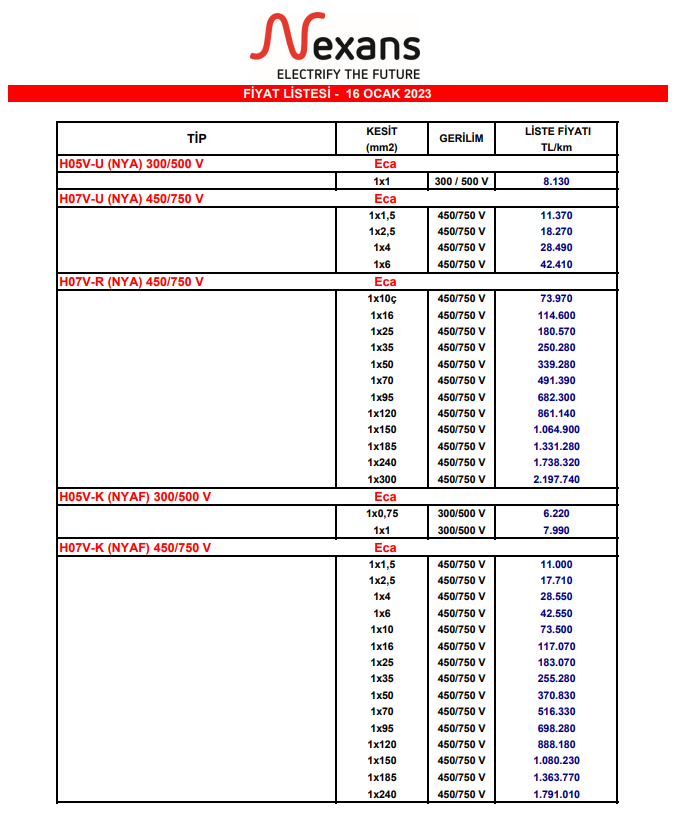 Nexans
ELECTRIFY THE FUTURE
FİYAT LİSTESİ - 16 OCAK 2023
TİP KESİT (mm2) GERİLİM LİSTE FİYATI TL/km
H05V-U (NYA) 300/500 V Eca
1x1 300 / 500 V 8.130
H07V-U (NYA) 450/750 V Eca
1x1,5 450/750 V 11.370
1x2,5 450/750 V 18.270
1x4 450/750 V 28.490
1x6 450/750 V 42.410
H07V-R (NYA) 450/750 V Eca
1x10ç 450/750 V 73.970
1x16 450/750 V 114.600
1x25 450/750 V 180.570
1x35 450/750 V 250.280
1x50 450/750 V 339.280
1x70 450/750 V 491.390
1x95 450/750 V 682.300
1x120 450/750 V 861.140
1x150 450/750 V 1.064.900
1x185 450/750 V 1.331.280
1x240 450/750 V 1.738.320
1x300 450/750 V 2.197.740
H05V-K (NYAF) 300/500 V Eca
1x0,75 300/500 V 6.220
1x1 300/500 V 7.990
H07V-K (NYAF) 450/750 V Eca
1x1,5 450/750 V 11.000
1x2,5 450/750 V 17.710
1x4 450/750 V 28.550
1x6 450/750 V 42.550
1x10 450/750 V 73.500
1x16 450/750 V 117.070
1x25 450/750 V 183.070
1x35 450/750 V 255.280
1x50 450/750 V 370.830
1x70 450/750 V 516.330
1x95 450/750 V 698.280
1x120 450/750 V 888.180
1x150 450/750 V 1.080.230
1x185 450/750 V 1.363.770
1x240 450/750 V 1.791.010